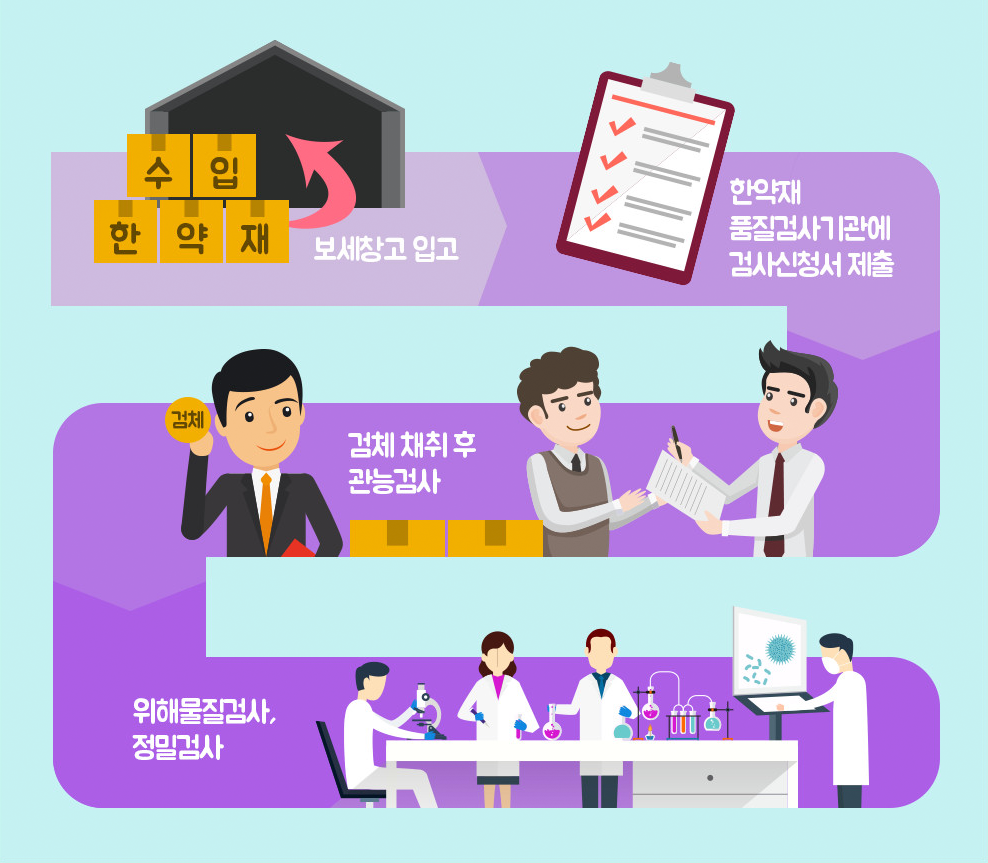 수입
한약재
보세창고 입고
한약재
품질검사기관에
검사신청서 제출
검체
검체 채취 후
관능검사
위해물질검사,
정밀검사